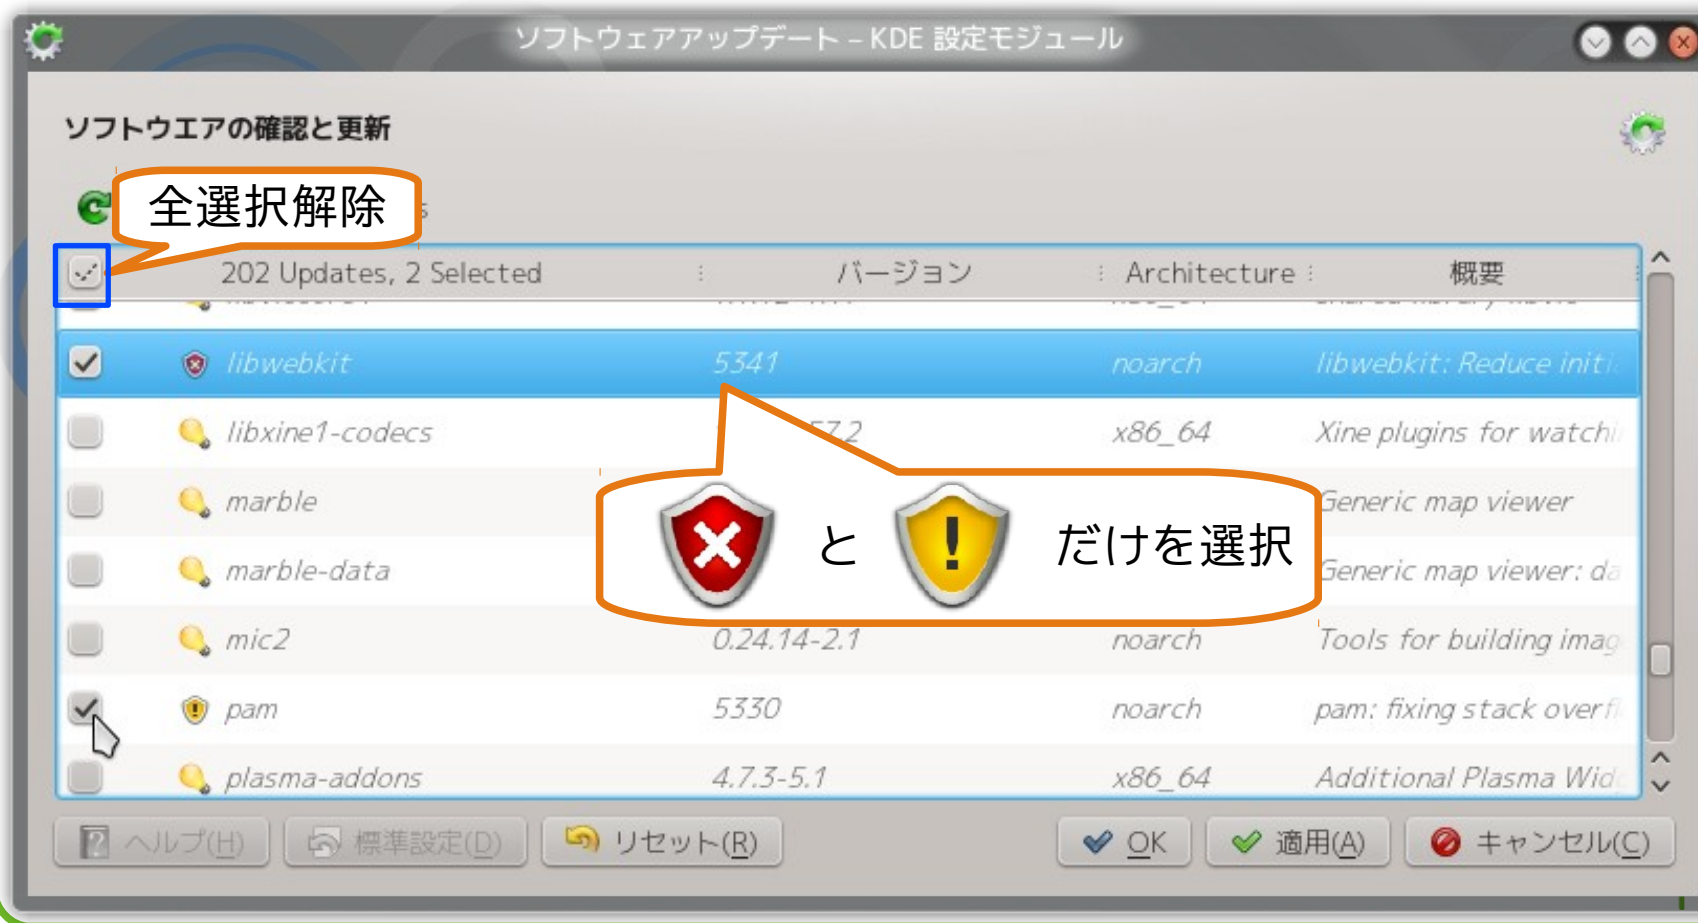 ソフトウェアアップデート – KDE 設定モジュール
ソフトウエアの確認と更新
全選択解除
202 Updates, 2 Selected バージョン Architecture 概要
libwebkit 5341 noarch libwebkit: Reduce initi
libxine1-codecs 57.2 x86_64 Xine plugins for watchi
marble Generic map viewer
と だけを選択
marble-data Generic map viewer: da
mic2 0.24.14-2.1 noarch Tools for building imag
pam 5330 noarch pam: fixing stack overfl
plasma-addons 4.7.3-5.1 x86_64 Additional Plasma Wid
ヘルプ(H) 標準設定(D) リセット(R) OK 適用(A) キャンセル(C)